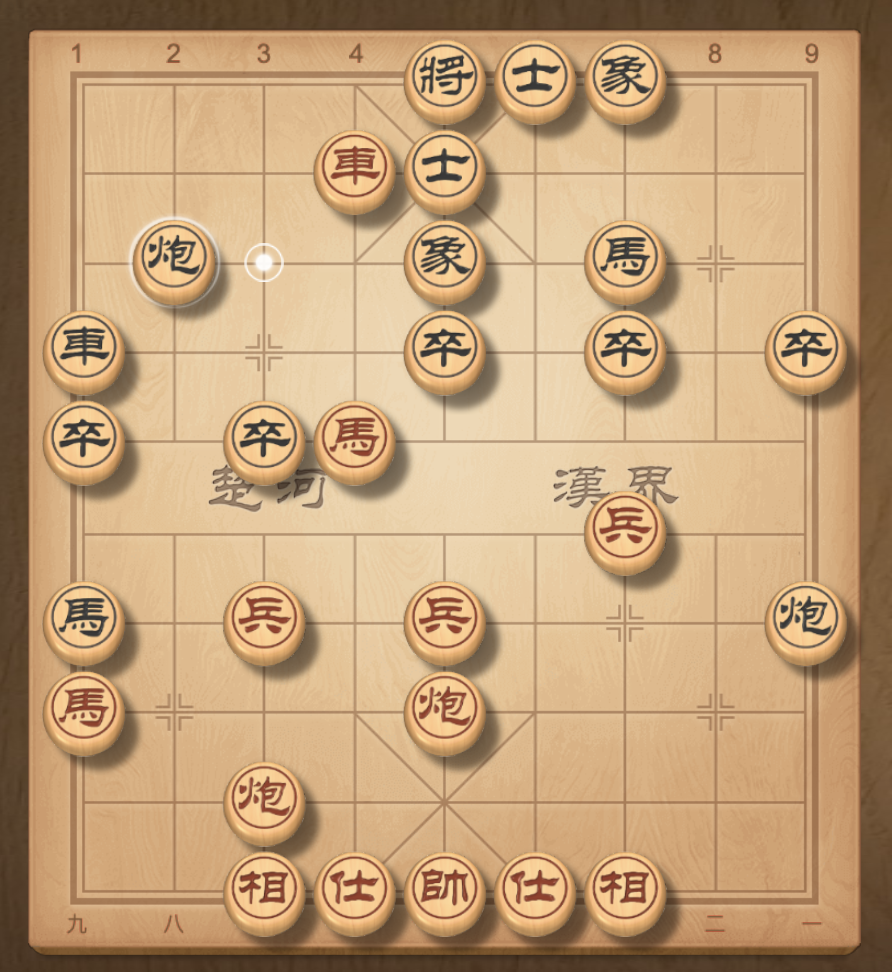 1 2 3 4 8 9
將 士 象
車 士
炮 象 馬
車 卒 卒 卒
卒 卒 馬
楚 河 漢 界
兵
馬 兵 兵 炮
馬 炮
炮
相 仕 帥 仕 相
九 八 二 一